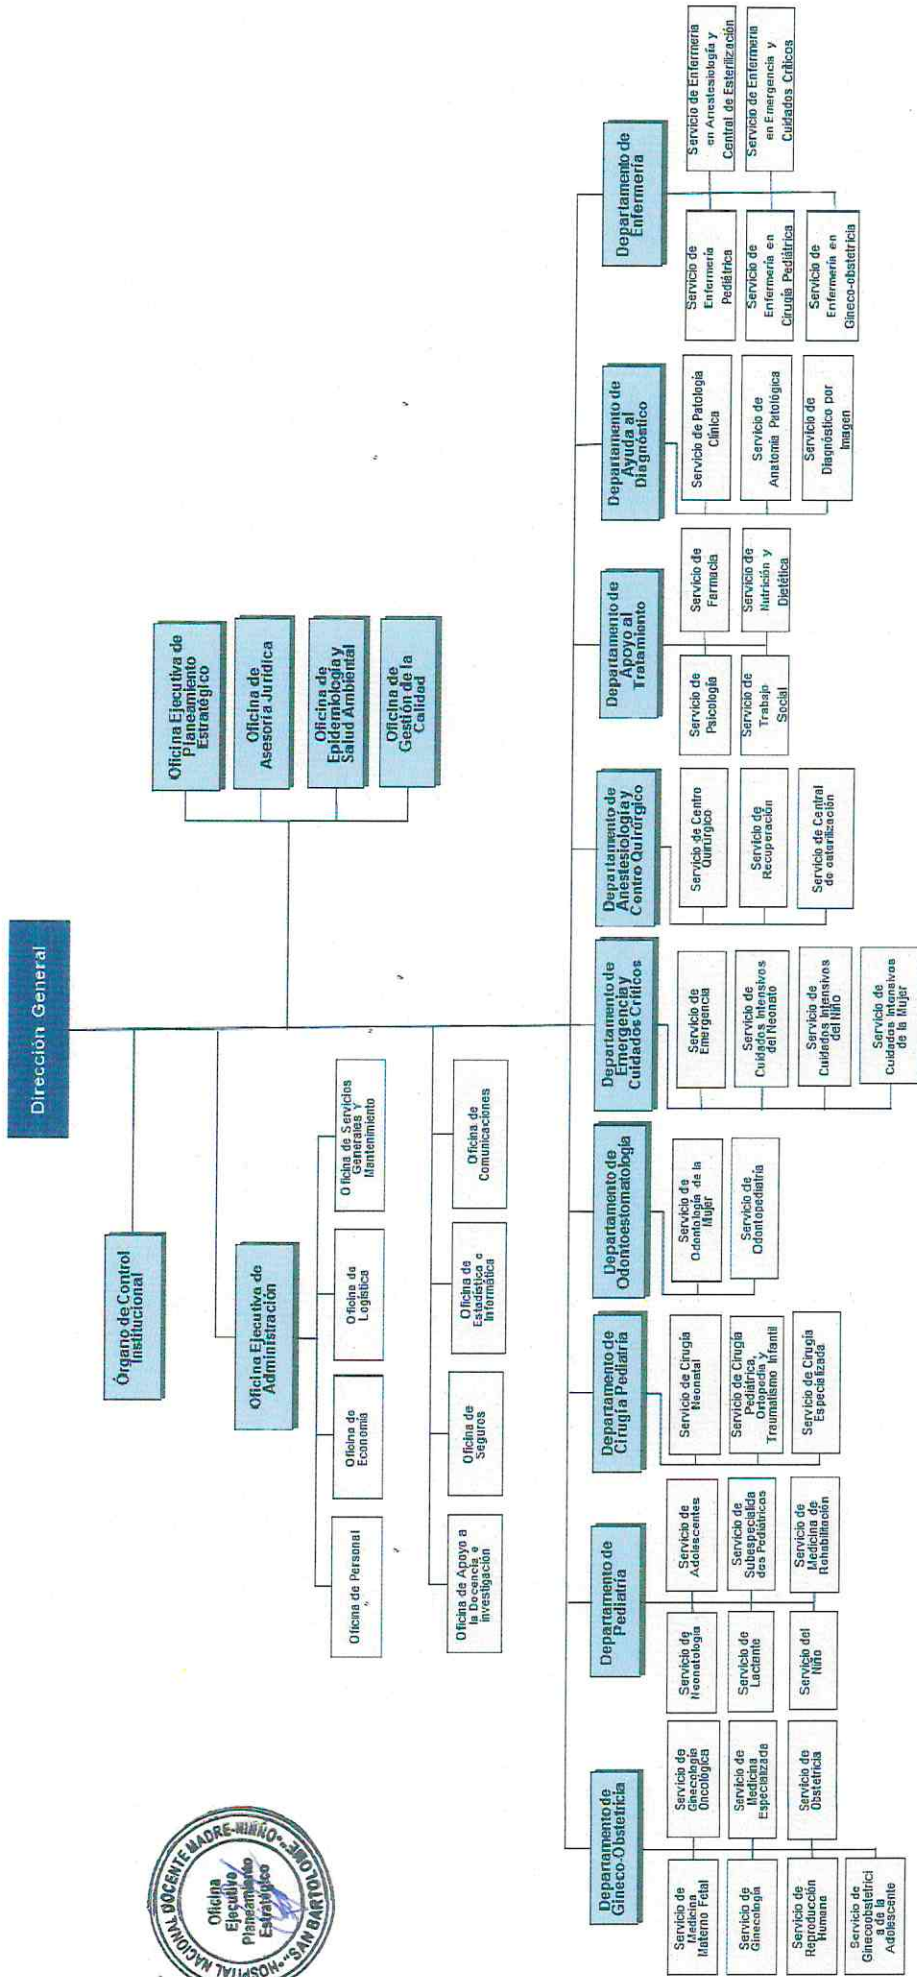 Dirección General
Órgano de Control
Institucional
Oficina Ejecutiva de
Planeamiento
Estratégico
Oficina de
Asesoría Jurídica
Oficina de
Epidemiología y
Salud Ambiental
Oficina de
Gestión de la
Calidad
Oficina Ejecutiva de
Administración
Oficina de Personal
Oficina de
Economía
Oficina de
Logística
Oficina de Servicios
Generales Y
Mantenimiento
Oficina de Apoyo a
la Docencia e
investigación
Oficina de
Seguros
Oficina de
Estadística e
Informática
Oficina de
Comunicaciones
Departamento de
Gineco-Obstetricia
Servicio de
Medicina
Materno Fetal
Servicio de
Ginecología
Oncológica
Servicio de
Ginecología
Servicio de
Medicina
Especializada
Servicio de
Reproducción
Humana
Servicio de
Obstetricia
Servicio de
Ginecoobstetrici
a de la
Adolescente
Departamento de
Pediatría
Servicio de
Neonatología
Servicio de
Adolescentes
Servicio de
Lactante
Servicio de
Subespecialida
des Pediátricas
Servicio del
Niño
Servicio de
Medicina de
Rehabilitación
Departamento de
Cirugía Pediatría
Servicio de Cirugía
Neonatal
Servicio de Cirugía
Pediátrica,
Ortopedia y
Traumatismo Infantil
Servicio de Cirugía
Especializada
Departamento de
Odontoestomatología
Servicio de
Odontología de la
Mujer
Servicio de
Odontopediatría
Departamento de
Emergencia y
Cuidados Críticos
Servicio de
Emergencia
Servicio de
Cuidados Intensivos
del Neonato
Servicio de
Cuidados Intensivos
del Niño
Servicio de
Cuidados Intensivos
de la Mujer
Departamento de
Anestesiología y
Centro Quirúrgico
Servicio de Centro
Quirúrgico
Servicio de
Recuperación
Servicio de Central
de esterilización
Departamento de
Apoyo al
Tratamiento
Servicio de
Psicología
Servicio de
Farmacia
Servicio de
Trabajo
Social
Servicio de
Nutrición y
Dietética
Departamento de
Ayuda al
Diagnóstico
Servicio de Patología
Clínica
Servicio de
Anatomía Patológica
Servicio de
Diagnóstico por
Imagen
Departamento de
Enfermería
Servicio de
Enfermería
Pediátrica
Servicio de Enfermería
en Anestesiología y
Central de Esterilización
Servicio de
Enfermería en
Cirugía Pediátrica
Servicio de Enfermería
en Emergencia y
Cuidados Críticos
Servicio de
Enfermería en
Gineco-obstetricia
HOSPITAL NACIONAL DOCENTE MADRE-NIÑO "SAN BARTOLOME"
Oficina
Ejecutivo
Planeamiento
Estratégico